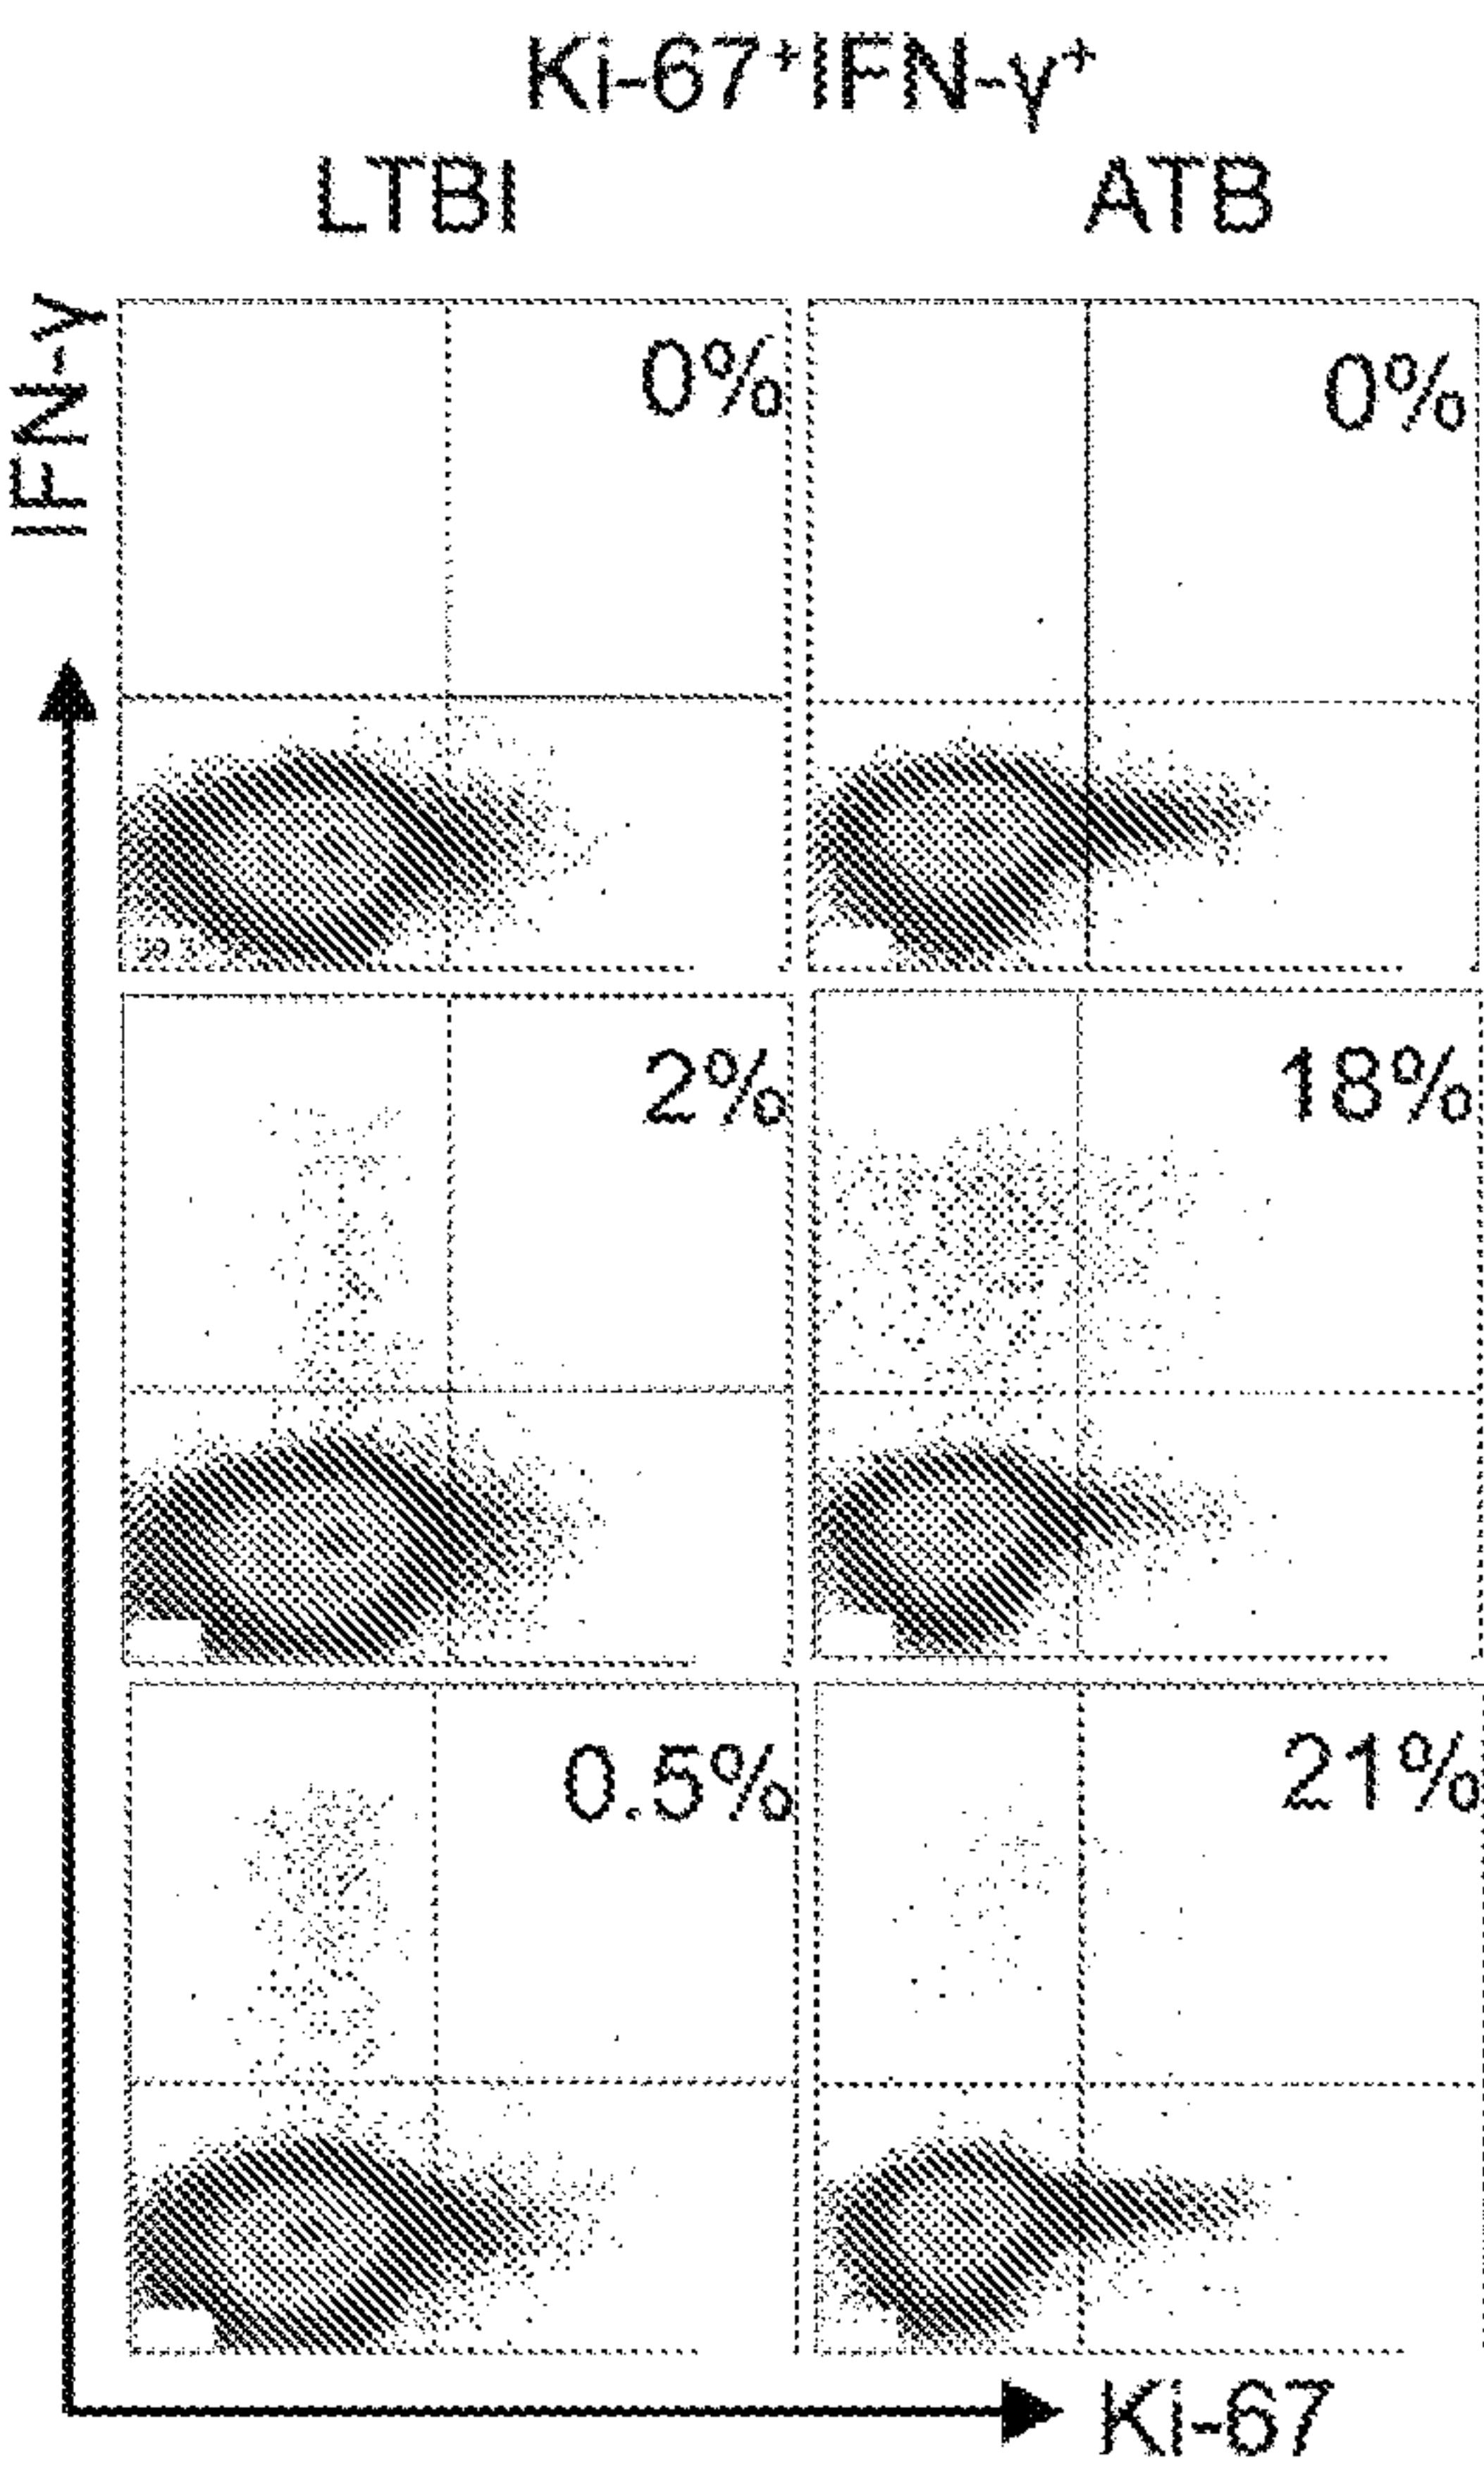 Ki-67⁺IFN-γ⁺
LTBI ATB
IFN-γ
0% 0%
2% 18%
0.5% 21%
Ki-67